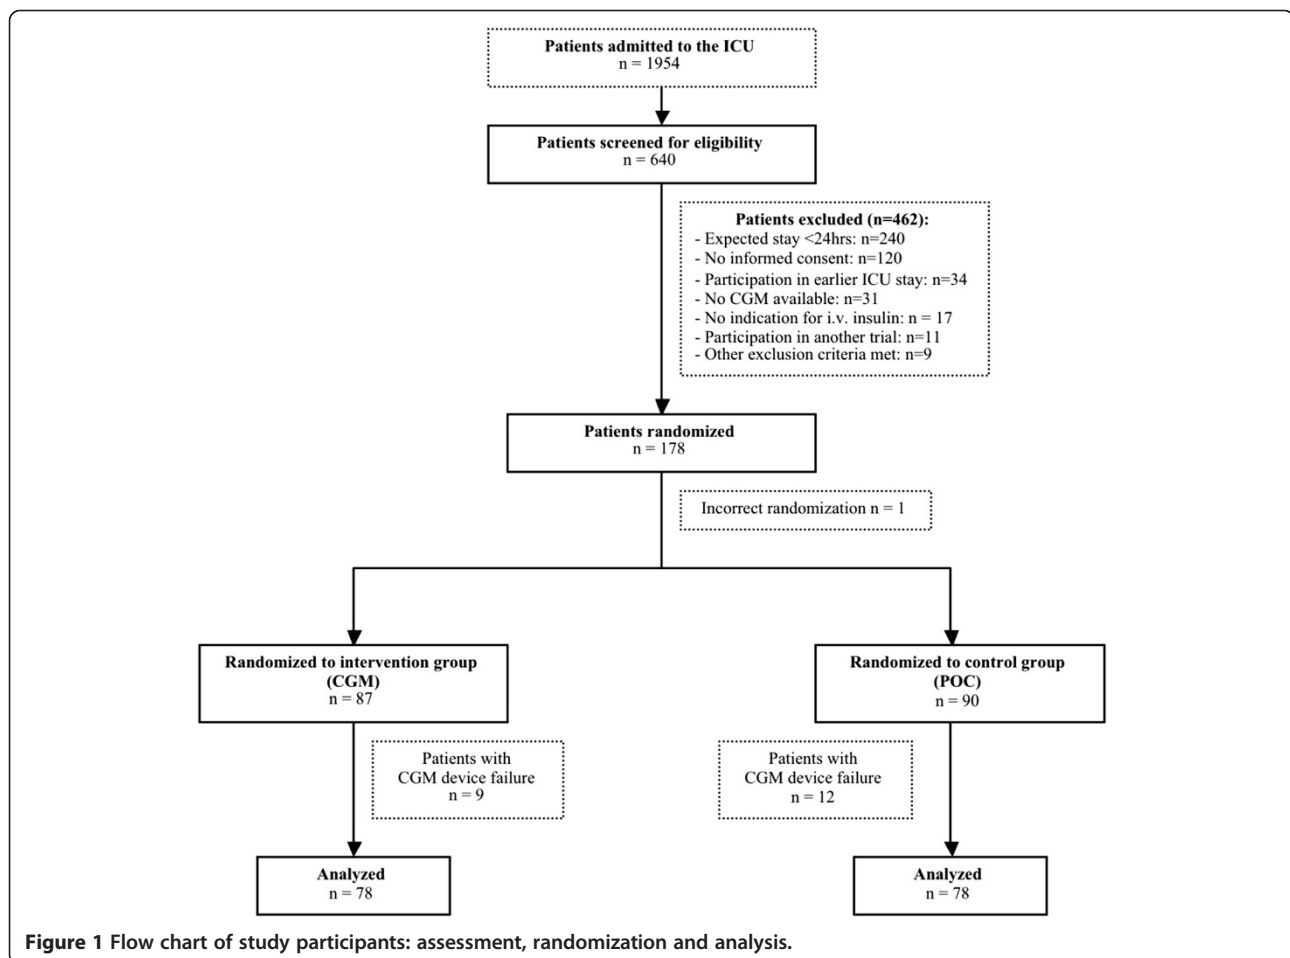 Patients admitted to the ICU
n = 1954
Patients screened for eligibility
n = 640
Patients excluded (n=462):
- Expected stay <24hrs: n=240
- No informed consent: n=120
- Participation in earlier ICU stay: n=34
- No CGM available: n=31
- No indication for i.v. insulin: n = 17
- Participation in another trial: n=11
- Other exclusion criteria met: n=9
Patients randomized
n = 178
Incorrect randomization n = 1
Randomized to intervention group
(CGM)
n = 87
Randomized to control group
(POC)
n = 90
Patients with
CGM device failure
n = 9
Patients with
CGM device failure
n = 12
Analyzed
n = 78
Analyzed
n = 78
Figure 1 Flow chart of study participants: assessment, randomization and analysis.